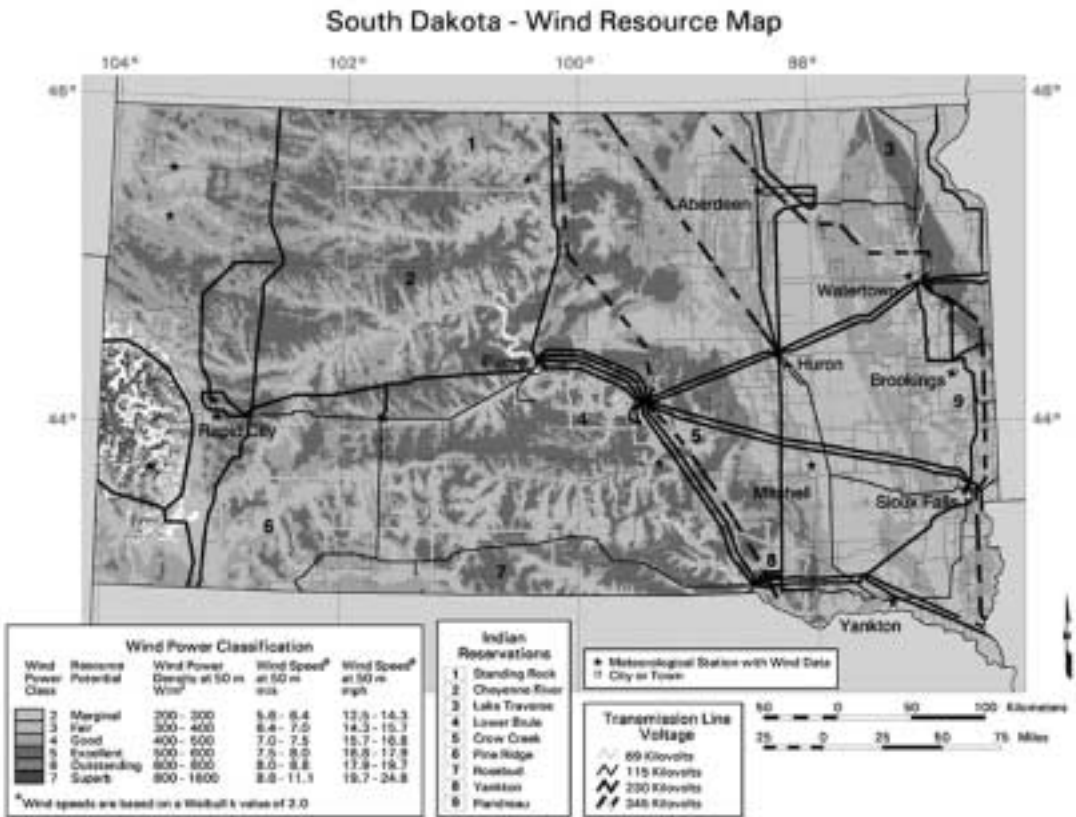 South Dakota - Wind Resource Map
104° 102° 100° 98°
1
3
Aberdeen
2
Watertown
Huron
Brookings
44° 4 9 44°
Rapid City 5
Mitchell
Sioux Falls
6
8
7
Yankton
Wind Power Classification
Wind Power Class
Resource Potential
Wind Power Density at 50 m W/m²
Wind Speedᵃ at 50 m m/s
Wind Speedᵃ at 50 m mph
2 Marginal 200 - 300 5.6 - 6.4 12.5 - 14.3
3 Fair 300 - 400 6.4 - 7.0 14.3 - 15.7
4 Good 400 - 500 7.0 - 7.5 15.7 - 16.8
5 Excellent 500 - 600 7.5 - 8.0 16.8 - 17.9
6 Outstanding 600 - 800 8.0 - 8.8 17.9 - 19.7
7 Superb 800 - 1600 8.8 - 11.1 19.7 - 24.8
ᵃWind speeds are based on a Weibull k value of 2.0
Indian
Reservations
1 Standing Rock
2 Cheyenne River
3 Lake Traverse
4 Lower Brule
5 Crow Creek
6 Pine Ridge
7 Rosebud
8 Yankton
9 Flandreau
Meteorological Station with Wind Data
City or Town
Transmission Line
Voltage
69 Kilovolts
115 Kilovolts
230 Kilovolts
345 Kilovolts
50 0 50 100 Kilometers
25 0 25 50 75 Miles